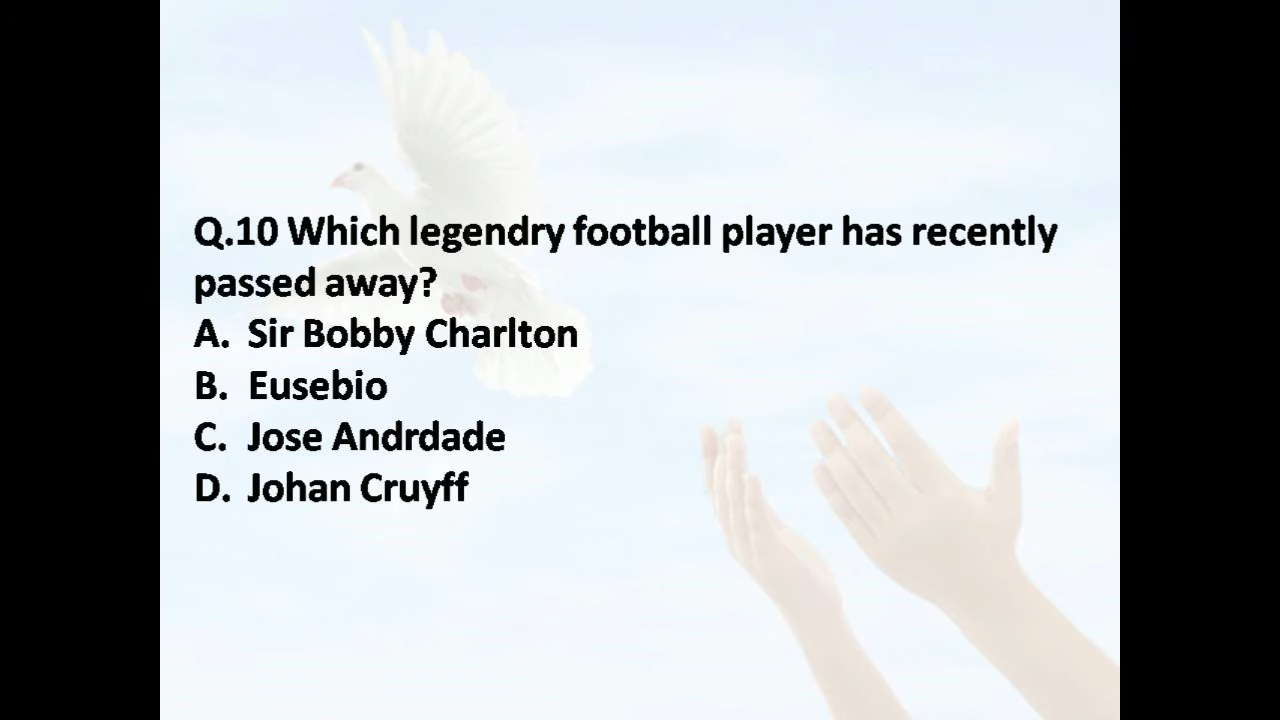 Q.10 Which legendry football player has recently
passed away?
A. Sir Bobby Charlton
B. Eusebio
C. Jose Andrdade
D. Johan Cruyff